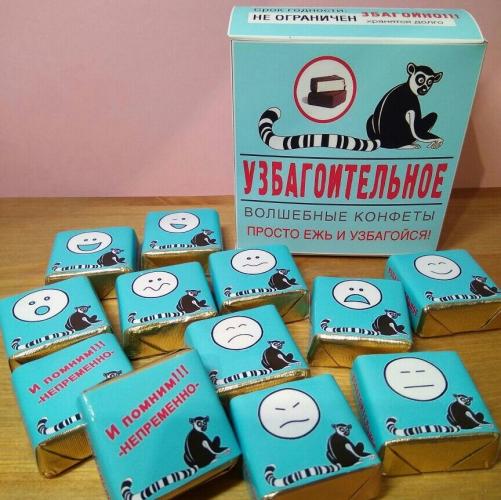 Срок годности:
НЕ ОГРАНИЧЕН
ЗБАГОЙНО!!!
хранятся долго
УЗБАГОИТЕЛЬНОЕ
ВОЛШЕБНЫЕ КОНФЕТЫ
ПРОСТО ЕЖЬ И УЗБАГОЙСЯ!
И помним!!!
-НЕПРЕМЕННО-
И помним!!!
-НЕПРЕМЕННО-